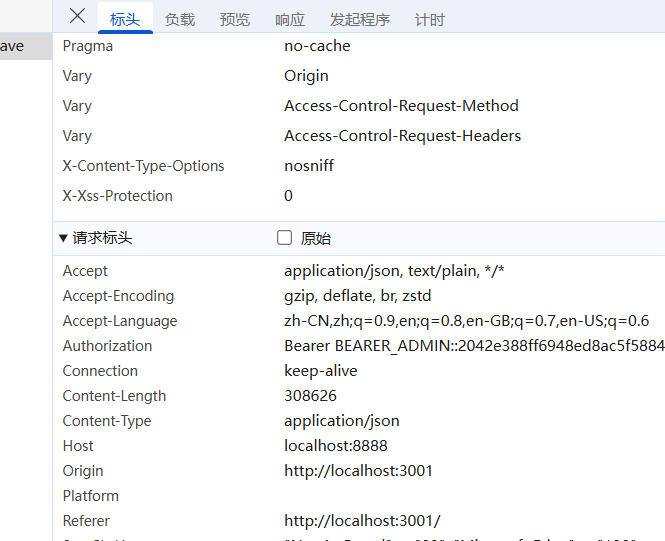 标头 负载 预览 响应 发起程序 计时
ave
Pragma no-cache
Vary Origin
Vary Access-Control-Request-Method
Vary Access-Control-Request-Headers
X-Content-Type-Options nosniff
X-Xss-Protection 0
请求标头 原始
Accept application/json, text/plain, */*
Accept-Encoding gzip, deflate, br, zstd
Accept-Language zh-CN,zh;q=0.9,en;q=0.8,en-GB;q=0.7,en-US;q=0.6
Authorization Bearer BEARER_ADMIN::2042e388ff6948ed8ac5f5884
Connection keep-alive
Content-Length 308626
Content-Type application/json
Host localhost:8888
Origin http://localhost:3001
Platform
Referer http://localhost:3001/